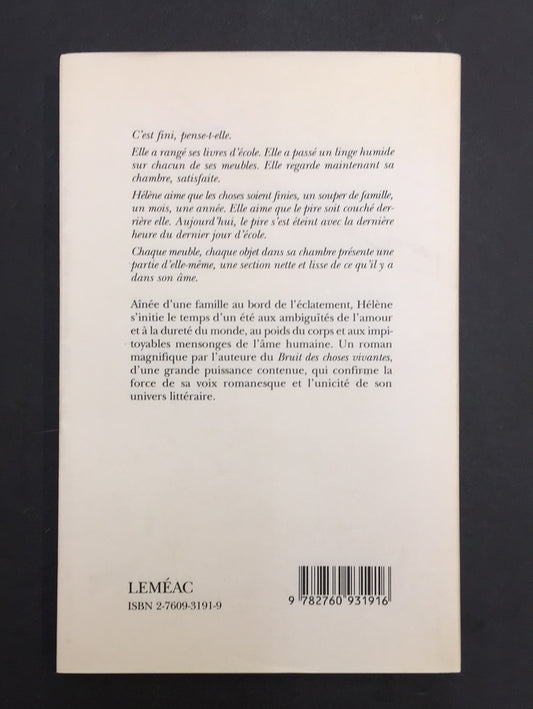 C'est fini, pense-t-elle.
Elle a rangé ses livres d'école. Elle a passé un linge humide
sur chacun de ses meubles. Elle regarde maintenant sa
chambre, satisfaite.
Hélène aime que les choses soient finies, un souper de famille,
un mois, une année. Elle aime que le pire soit couché der-
rière elle. Aujourd'hui, le pire s'est éteint avec la dernière
heure du dernier jour d'école.
Chaque meuble, chaque objet dans sa chambre présente une
partie d'elle-même, une section nette et lisse de ce qu'il y a
dans son âme.
Aînée d'une famille au bord de l'éclatement, Hélène
s'initie le temps d'un été aux ambiguïtés de l'amour
et à la dureté du monde, au poids du corps et aux impi-
toyables mensonges de l'âme humaine. Un roman
magnifique par l'auteure du Bruit des choses vivantes,
d'une grande puissance contenue, qui confirme la
force de sa voix romanesque et l'unicité de son
univers littéraire.
LEMÉAC
ISBN 2-7609-3191-9
9 782760 931916